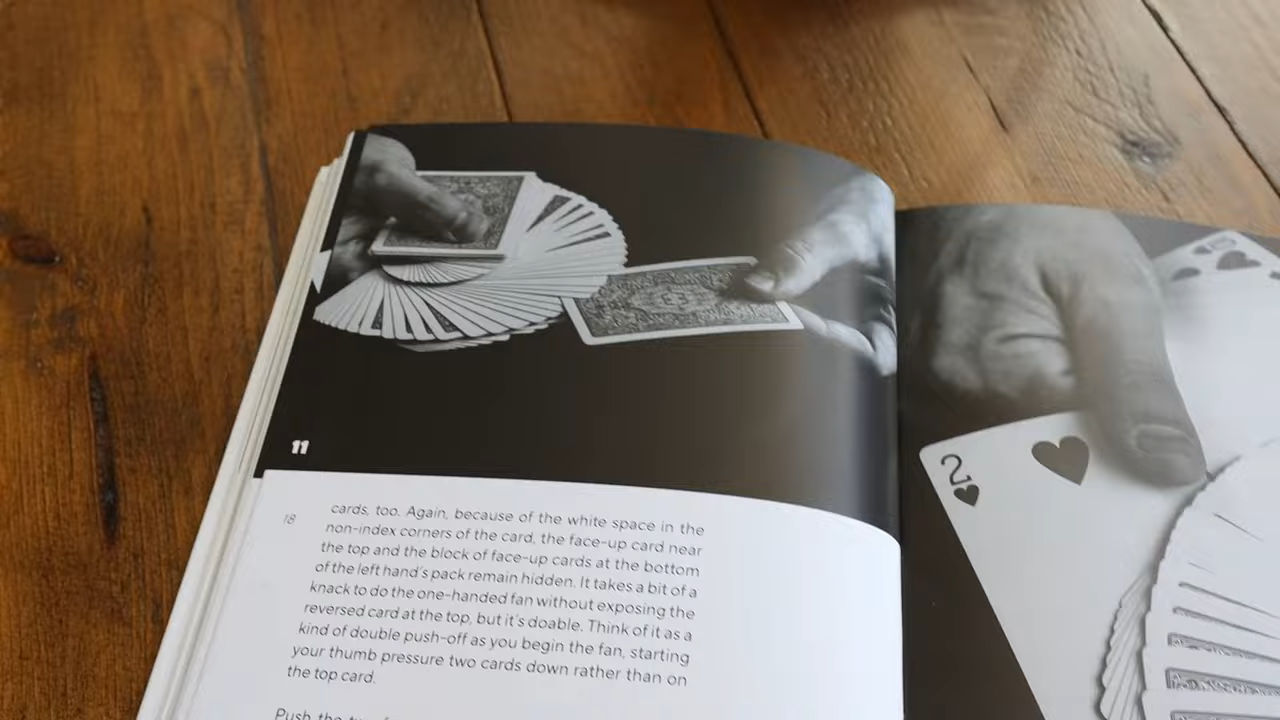 11
18
cards, too. Again, because of the white space in the
non-index corners of the card, the face-up card near
the top and the block of face-up cards at the bottom
of the left hand's pack remain hidden. It takes a bit of a
knack to do the one-handed fan without exposing the
reversed card at the top, but it's doable. Think of it as a
kind of double push-off as you begin the fan, starting
your thumb pressure two cards down rather than on
the top card.
Push the
2